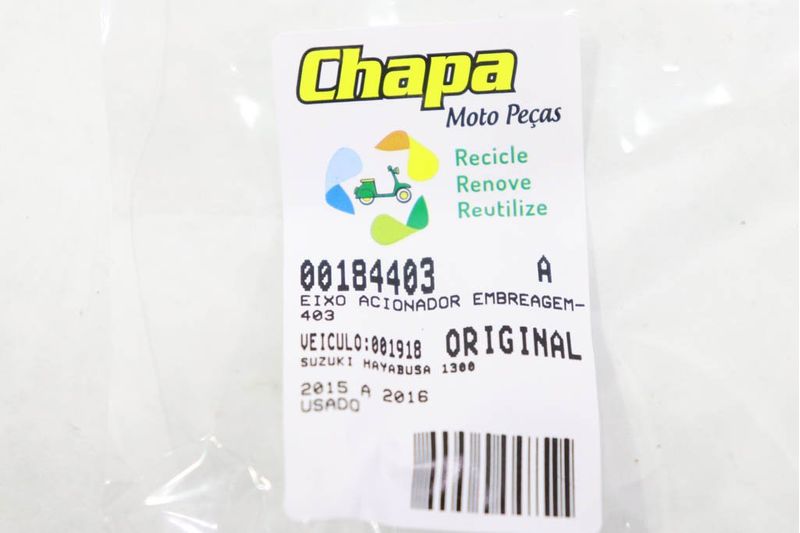 Chapa
Moto Peças
Recicle
Renove
Reutilize
00184403 A
EIXO ACIONADOR EMBREAGEM-
403
VEICULO:001918 ORIGINAL
SUZUKI HAYABUSA 1300
2015 A 2016
USADO